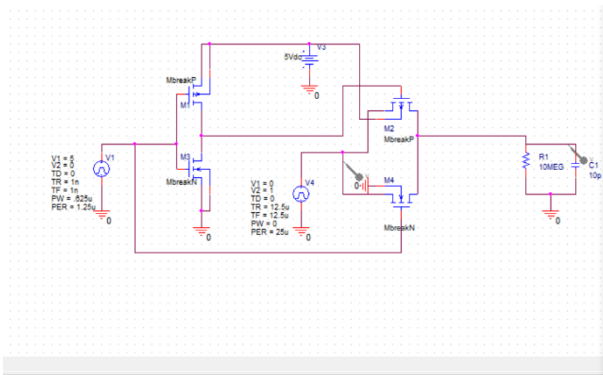 V3
5Vdc
0
MbreakP
M1
M3
MbreakN
0
V1 = 5
V2 = 0
TD = 0
TR = 1n
TF = 1n
PW = .625u
PER = 1.25u
V1
0
V1 = 0
V2 = 1
TD = 0
TR = 12.5u
TF = 12.5u
PW = 0
PER = 25u
V4
0
M2
MbreakP
0
M4
MbreakN
R1
10MEG
C1
10p
0